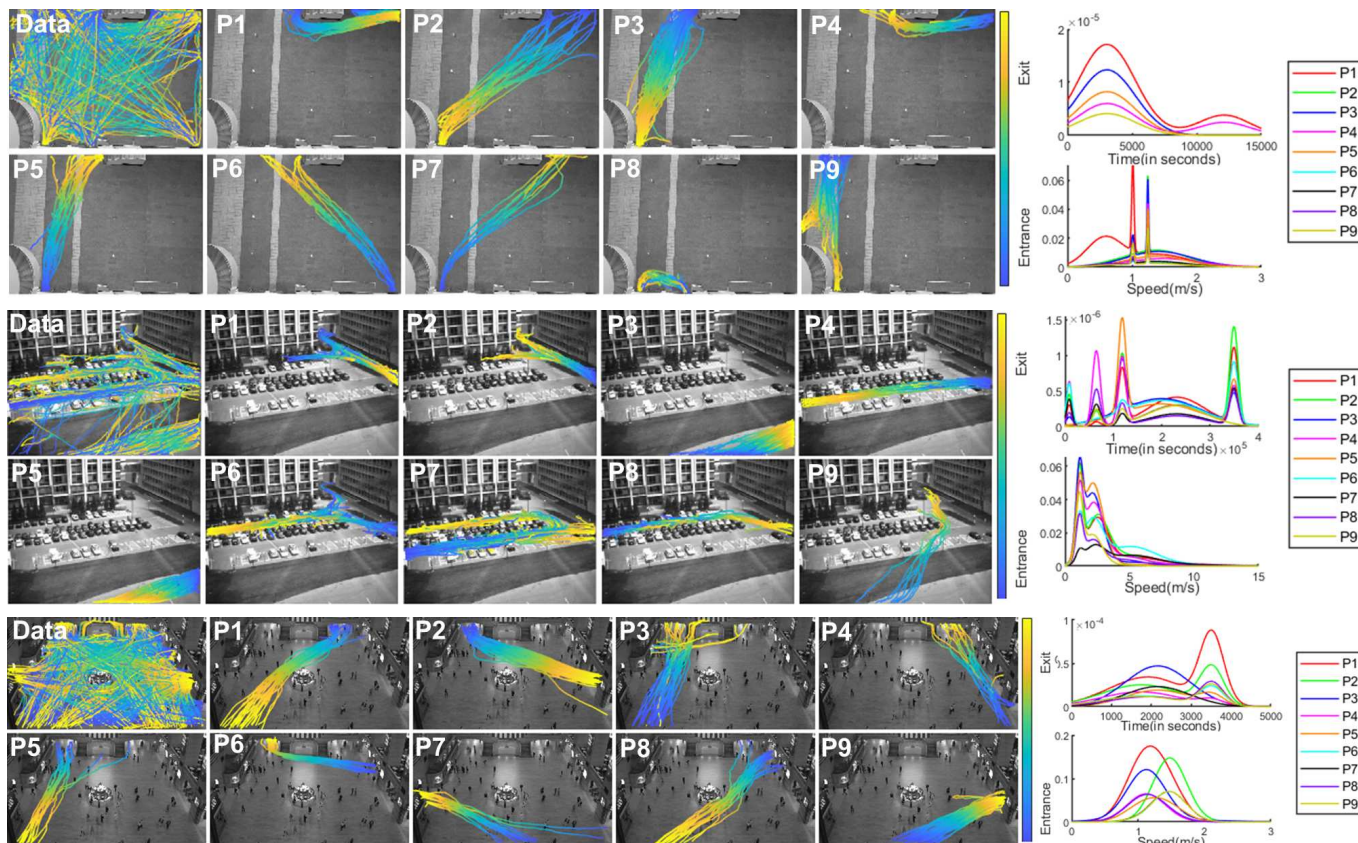 Data P1 P2 P3 P4
P5 P6 P7 P8 P9
Exit
Entrance
×10⁻⁵
2
1
0
0 5000 10000 15000
Time(in seconds)
0.06
0.04
0.02
0
0 1 2 3
Speed(m/s)
P1
P2
P3
P4
P5
P6
P7
P8
P9
Data P1 P2 P3 P4
P5 P6 P7 P8 P9
Exit
Entrance
×10⁻⁶
1.5
1
0.5
0
0 1 2 3 4
Time(in seconds) ×10⁵
0.06
0.04
0.02
0
0 5 10 15
Speed(m/s)
P1
P2
P3
P4
P5
P6
P7
P8
P9
Data P1 P2 P3 P4
P5 P6 P7 P8 P9
Exit
Entrance
×10⁻⁴
1
0
0 1000 2000 3000 4000 5000
Time(in seconds)
0.2
0.1
0
0 1 2 3
Speed(m/s)
P1
P2
P3
P4
P5
P6
P7
P8
P9